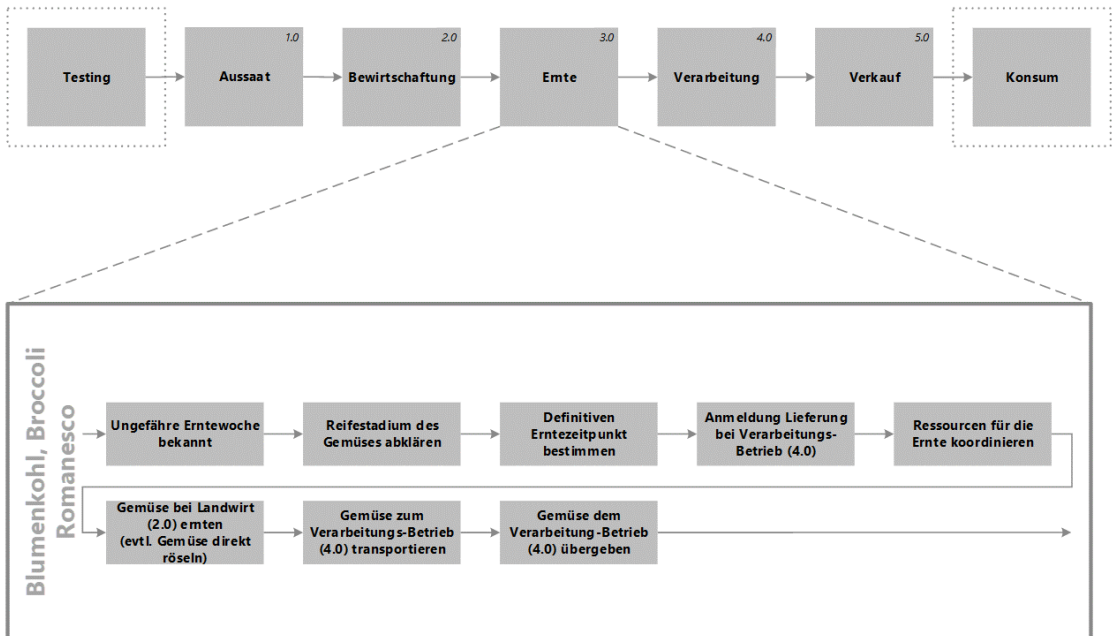 Testing
1.0
Aussaat
2.0
Bewirtschaftung
3.0
Ernte
4.0
Verarbeitung
5.0
Verkauf
Konsum
Blumenkohl, Broccoli
Romanesco
Ungefähre Erntewoche
bekannt
Reifestadium des
Gemüses abklären
Definitiven
Erntezeitpunkt
bestimmen
Anmeldung Lieferung
bei Verarbeitungs-
Betrieb (4.0)
Ressourcen für die
Ernte koordinieren
Gemüse bei Landwirt
(2.0) ernten
(evtl. Gemüse direkt
röseln)
Gemüse zum
Verarbeitungs-Betrieb
(4.0) transportieren
Gemüse dem
Verarbeitung-Betrieb
(4.0) übergeben